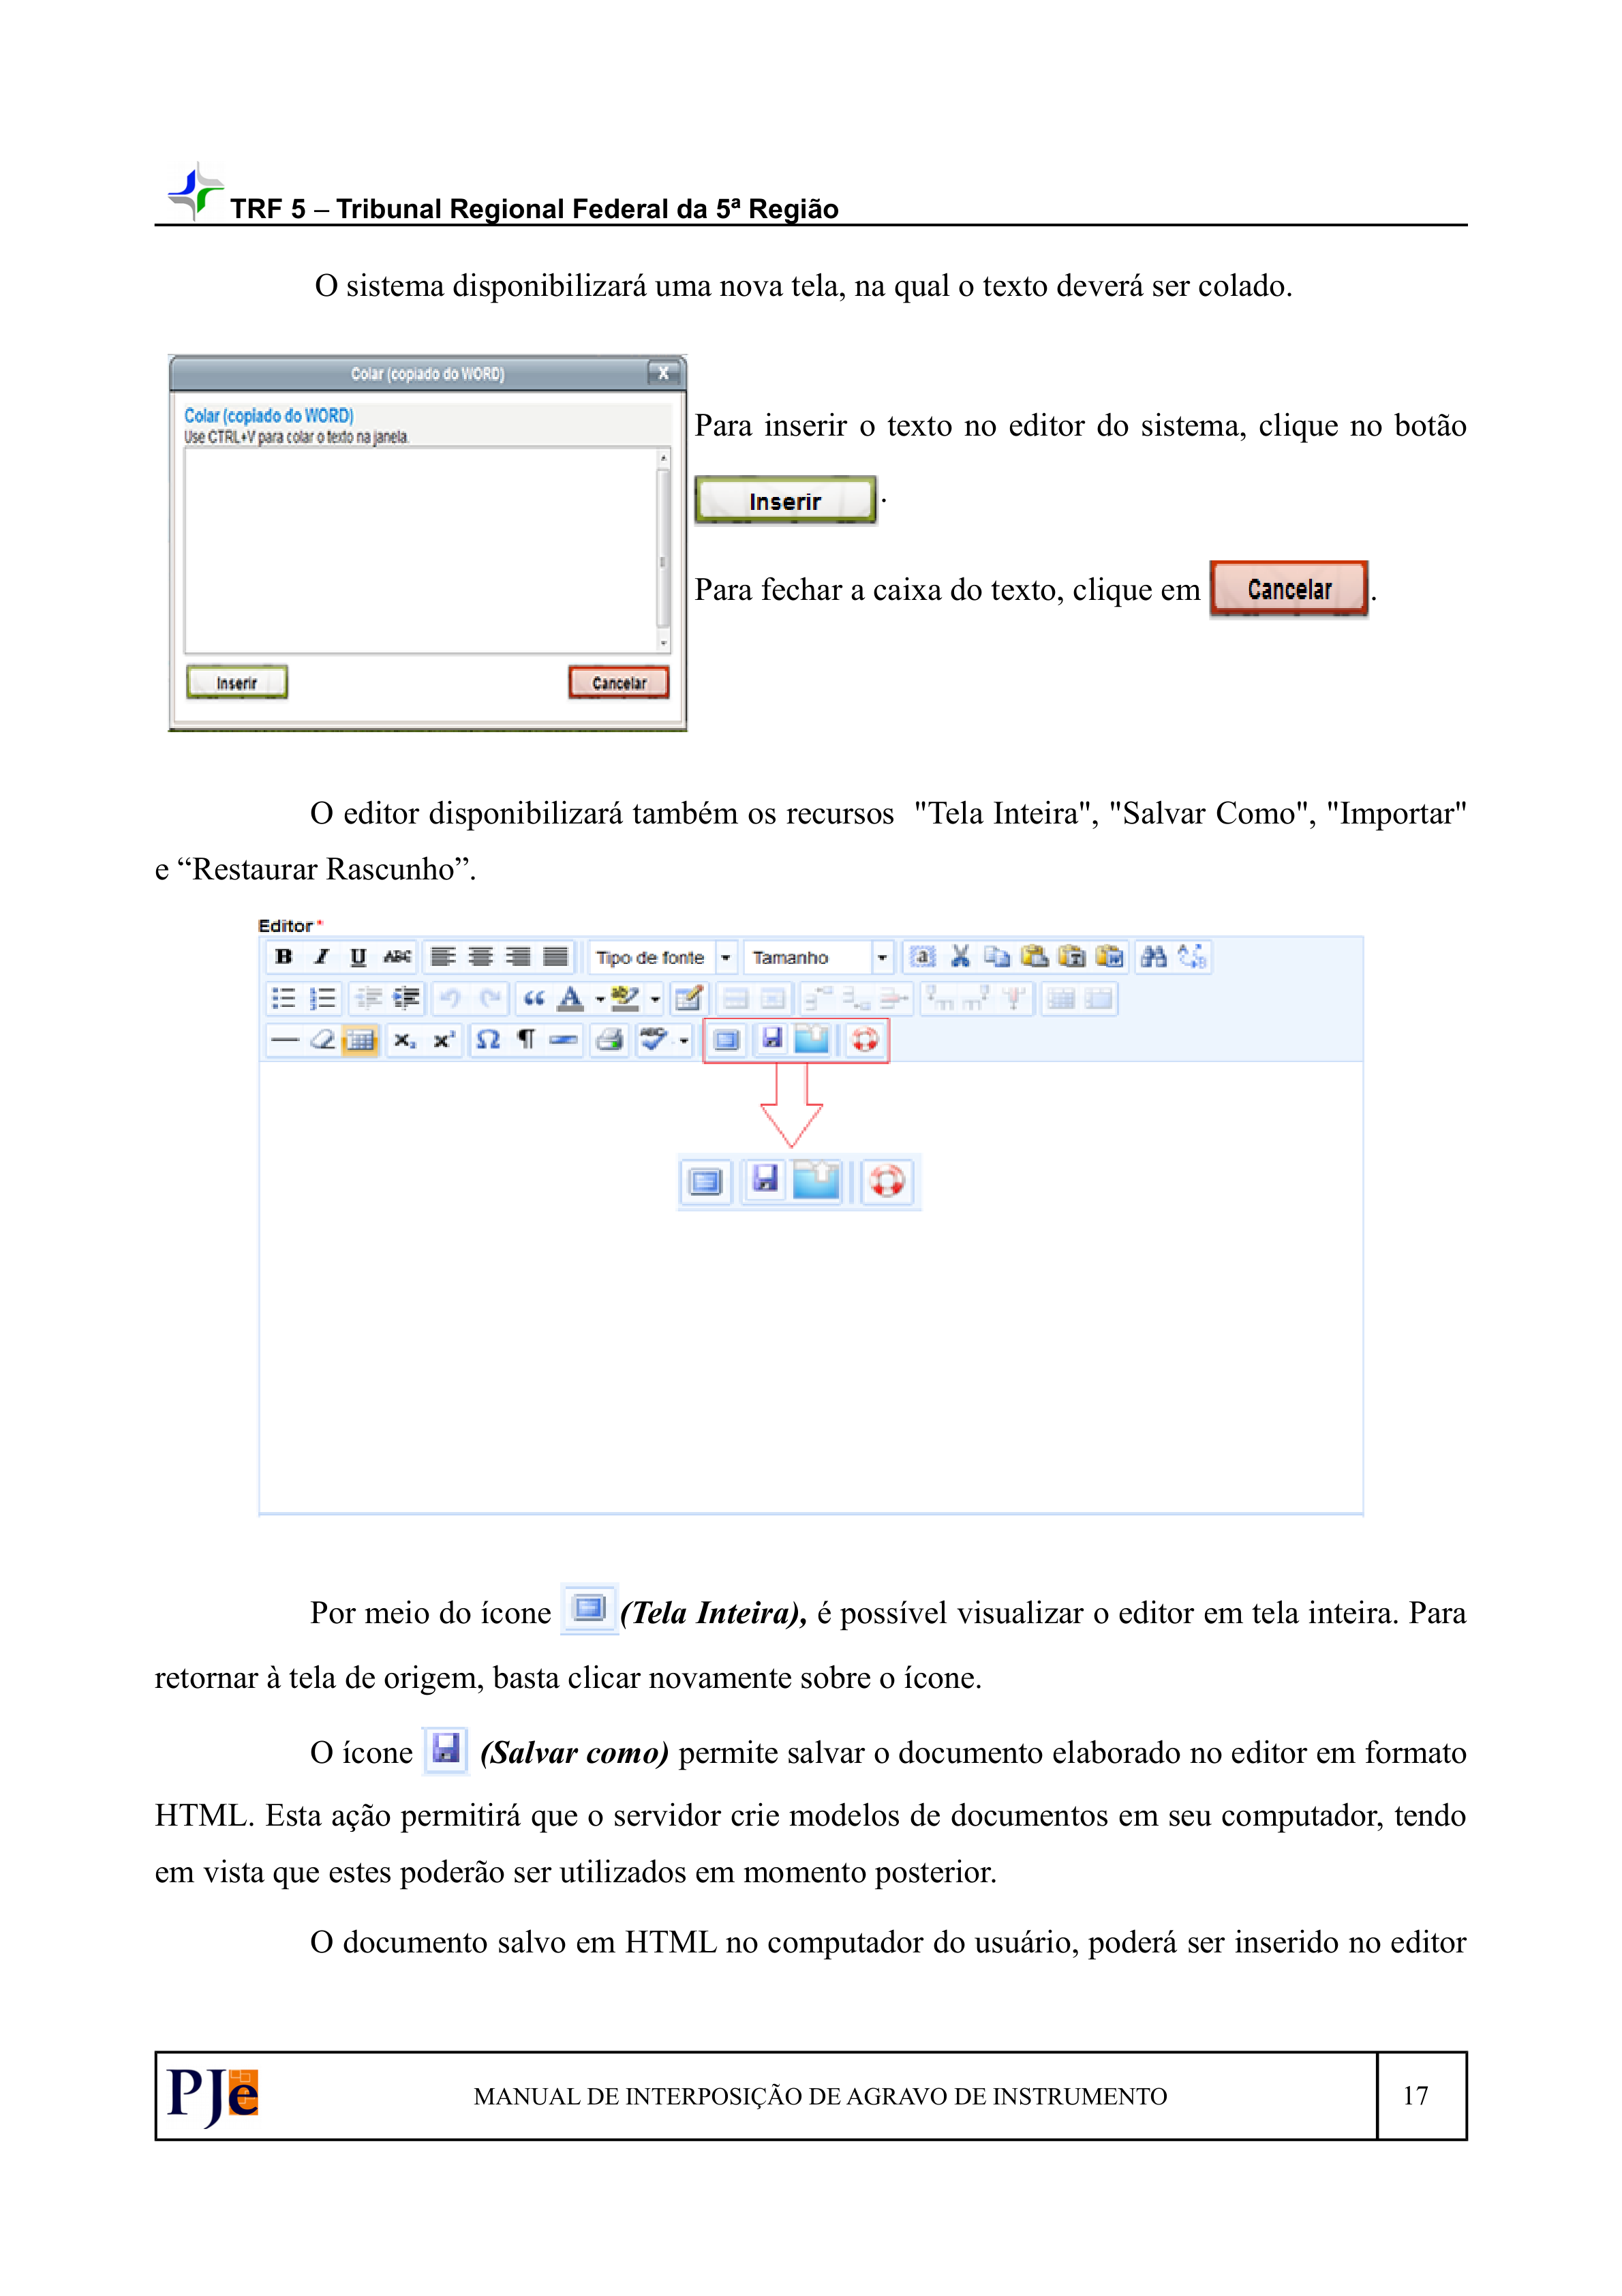 TRF 5 – Tribunal Regional Federal da 5ª Região
O sistema disponibilizará uma nova tela, na qual o texto deverá ser colado.
Colar (copiado do WORD)
X
Colar (copiado do WORD)
Use CTRL+V para colar o texto na janela.
Inserir
Cancelar
Para inserir o texto no editor do sistema, clique no botão
Inserir .
Para fechar a caixa do texto, clique em Cancelar .
O editor disponibilizará também os recursos "Tela Inteira", "Salvar Como", "Importar"
e “Restaurar Rascunho”.
Editor *
B I U ABC Tipo de fonte Tamanho
Por meio do ícone (Tela Inteira), é possível visualizar o editor em tela inteira. Para
retornar à tela de origem, basta clicar novamente sobre o ícone.
O ícone (Salvar como) permite salvar o documento elaborado no editor em formato
HTML. Esta ação permitirá que o servidor crie modelos de documentos em seu computador, tendo
em vista que estes poderão ser utilizados em momento posterior.
O documento salvo em HTML no computador do usuário, poderá ser inserido no editor
PJe
MANUAL DE INTERPOSIÇÃO DE AGRAVO DE INSTRUMENTO
17